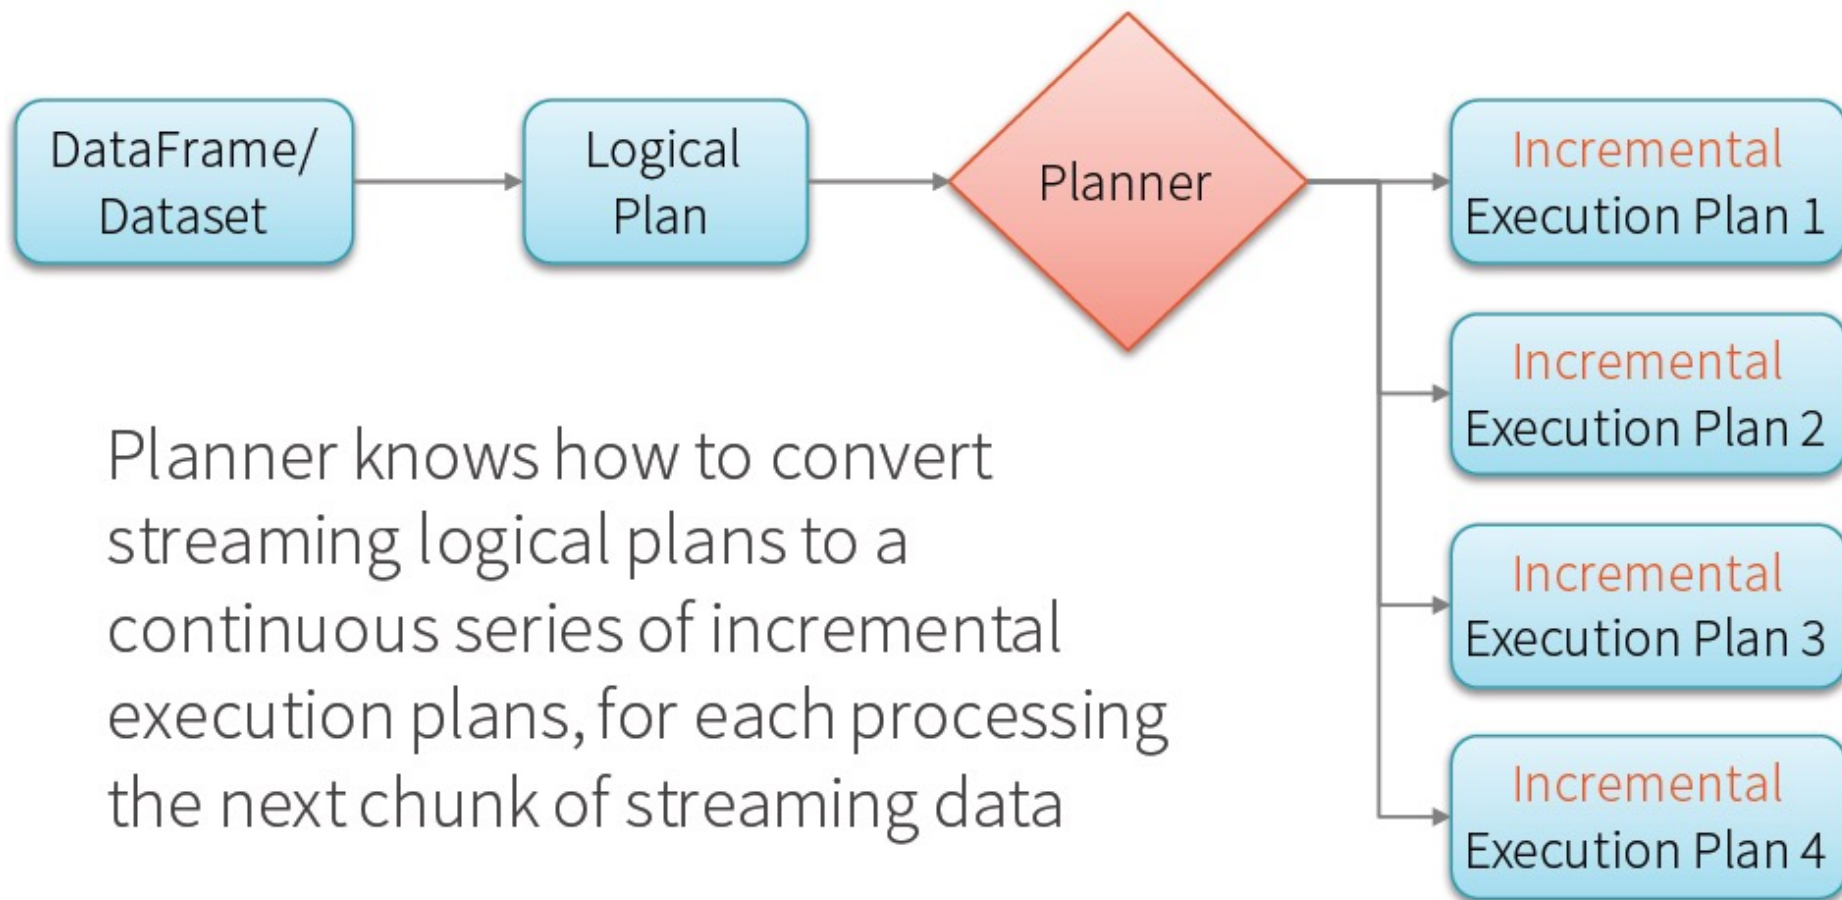 DataFrame/
Dataset
Logical
Plan
Planner
Incremental
Execution Plan 1
Incremental
Execution Plan 2
Incremental
Execution Plan 3
Incremental
Execution Plan 4
Planner knows how to convert
streaming logical plans to a
continuous series of incremental
execution plans, for each processing
the next chunk of streaming data